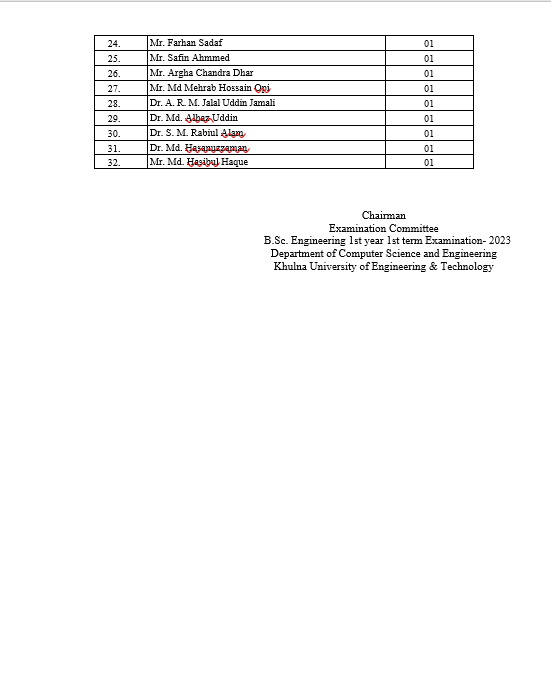 24. Mr. Farhan Sadaf 01
25. Mr. Safin Ahmmed 01
26. Mr. Argha Chandra Dhar 01
27. Mr. Md Mehrab Hossain Opi 01
28. Dr. A. R. M. Jalal Uddin Jamali 01
29. Dr. Md. Alhaz Uddin 01
30. Dr. S. M. Rabiul Alam 01
31. Dr. Md. Hasanuzzaman 01
32. Mr. Md. Hasibul Haque 01
Chairman
Examination Committee
B.Sc. Engineering 1st year 1st term Examination- 2023
Department of Computer Science and Engineering
Khulna University of Engineering & Technology